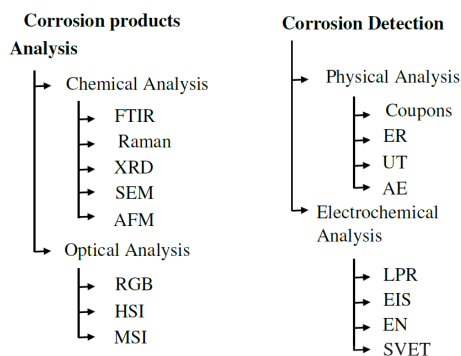 Corrosion products
Analysis
Chemical Analysis
FTIR
Raman
XRD
SEM
AFM
Optical Analysis
RGB
HSI
MSI
Corrosion Detection
Physical Analysis
Coupons
ER
UT
AE
Electrochemical
Analysis
LPR
EIS
EN
SVET